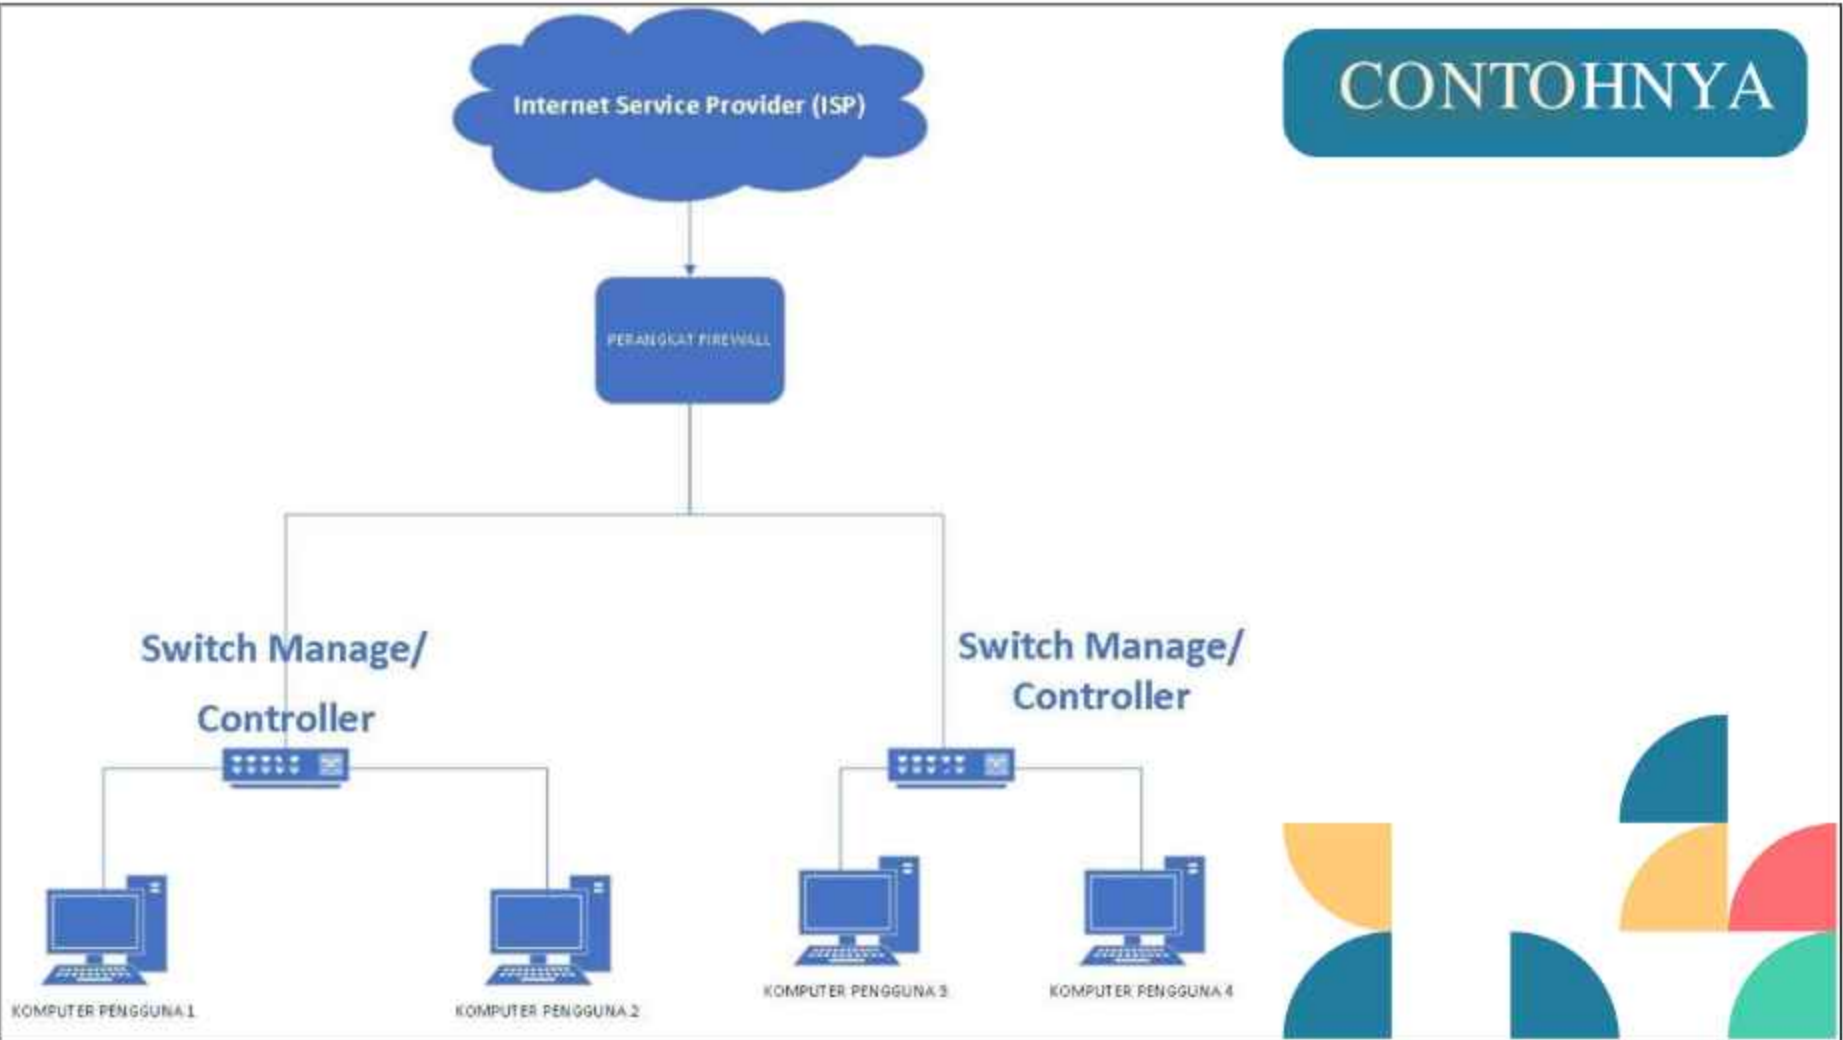 Internet Service Provider (ISP)
CONTOHNYA
PERANGKAT FIREWALL
Switch Manage/
Controller
Switch Manage/
Controller
KOMPUTER PENGGUNA 1
KOMPUTER PENGGUNA 2
KOMPUTER PENGGUNA 3
KOMPUTER PENGGUNA 4